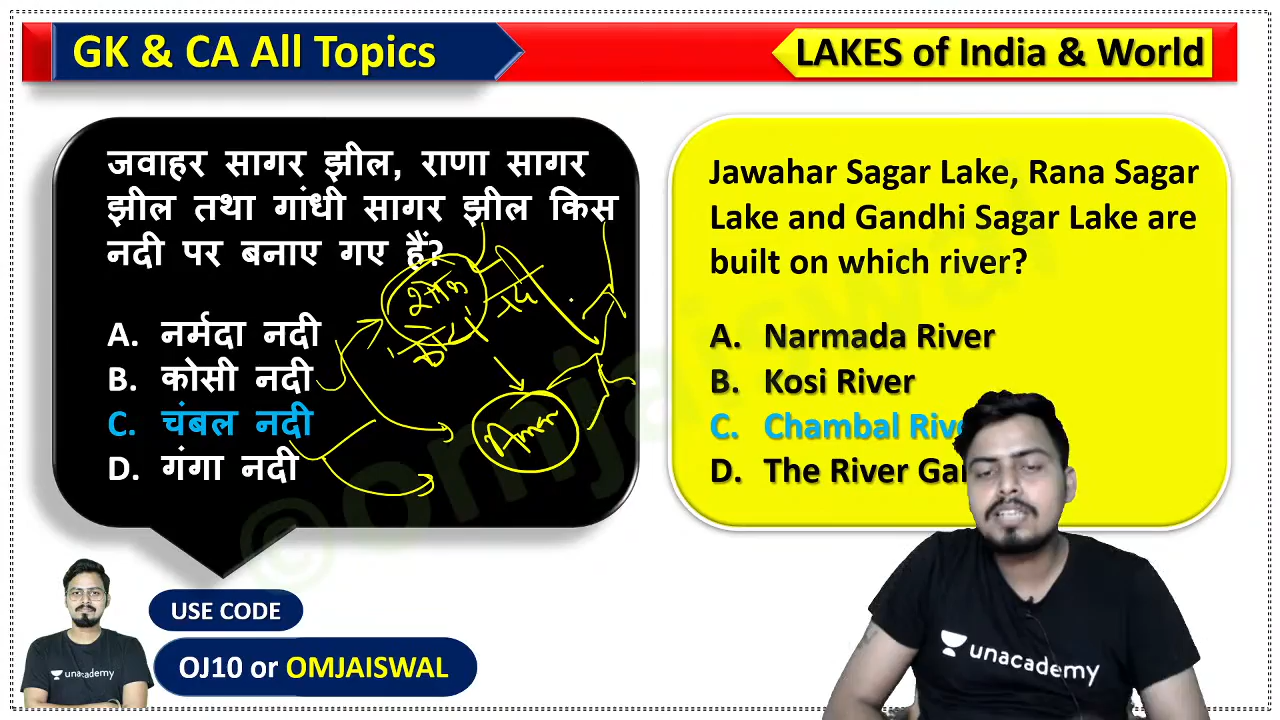 GK & CA All Topics
LAKES of India & World
जवाहर सागर झील, राणा सागर
झील तथा गांधी सागर झील किस
नदी पर बनाए गए हैं?
A. नर्मदा नदी
B. कोसी नदी
C. चंबल नदी
D. गंगा नदी
Jawahar Sagar Lake, Rana Sagar
Lake and Gandhi Sagar Lake are
built on which river?
A. Narmada River
B. Kosi River
C. Chambal
D. The River
©Omjaiswal
USE CODE
OJ10 or OMJAISWAL
unacademy
unacademy